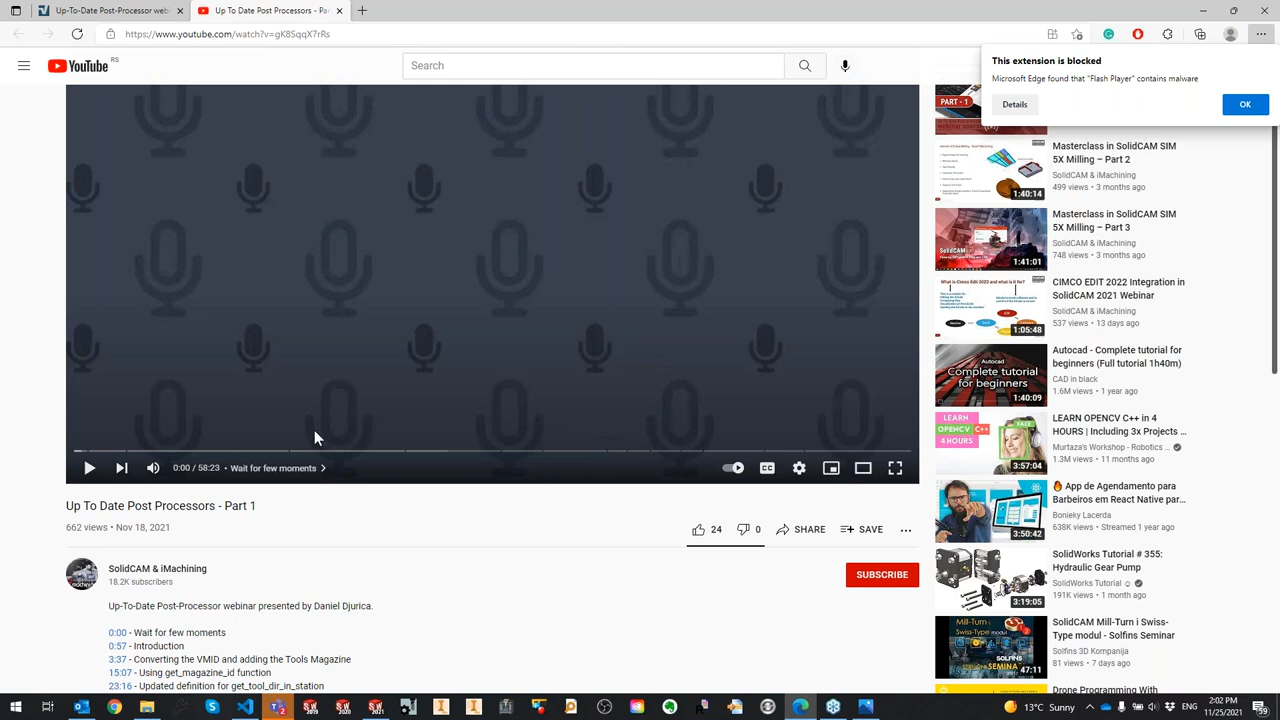 Up-To-Date-Post-Processor web
Up To Date Post Processors - Par
https://www.youtube.com/watch?v=gK8SqqX7rRs
YouTube
RS
Search
This extension is blocked
Microsoft Edge found that "Flash Player" contains malware
Details
OK
PART - 1
1:40:14
Masterclass in SolidCAM SIM
5X Milling – Part 2
SolidCAM & iMachining
499 views • 3 months ago
SolidCAM
1:41:01
Masterclass in SolidCAM SIM
5X Milling – Part 3
SolidCAM & iMachining
748 views • 3 months ago
What is Cimco Edit 2022 and what is it for?
1:05:48
CIMCO EDIT 2022 Integration in
SolidCAM 2021 Webinar
SolidCAM & iMachining
537 views • 13 days ago
Autocad
Complete tutorial
for beginners
1:40:09
Autocad - Complete tutorial for
beginners (Full tutorial 1h40m)
CAD in black
1.6M views • 1 year ago
LEARN
OPENCV C++
4 HOURS
FACE
3:57:04
LEARN OPENCV C++ in 4
HOURS | Including 3x Projects ...
Murtaza's Workshop - Robotics ...
1.3M views • 11 months ago
3:50:42
App de Agendamento para
Barbeiros em React Native par...
Bonieky Lacerda
638K views • Streamed 1 year ago
3:19:05
SolidWorks Tutorial # 355:
Hydraulic Gear Pump
SolidWorks Tutorial
191K views • 1 month ago
Mill-Turn i
Swiss-Type modul
SOLFINS
SEMINA
47:11
SolidCAM Mill-Turn i Swiss-
Type modul - Solfins Seminar
Solfins 3D Kompanija
81 views • 7 days ago
Drone Programming With
0:00 / 58:23 • Wait for few moments
CC
Up To Date Post Processors - Part 1
662 views • Nov 18, 2021
24
0
SHARE
SAVE
SolidCAM & iMachining
18.2K subscribers
SUBSCRIBE
Up-To-Date Post-Processor webinar presented by Daniel Djurica.
0:00 - Wait for few moments
0:57 - Introduction
3:37 - Converting the VMID and adding the Tools Magazine
15:07 - Using get_magazine_id function
23:16 - Updated definition for get_tool_dir_in_station
13°C Sunny
ENG
2:02 PM
11/25/2021